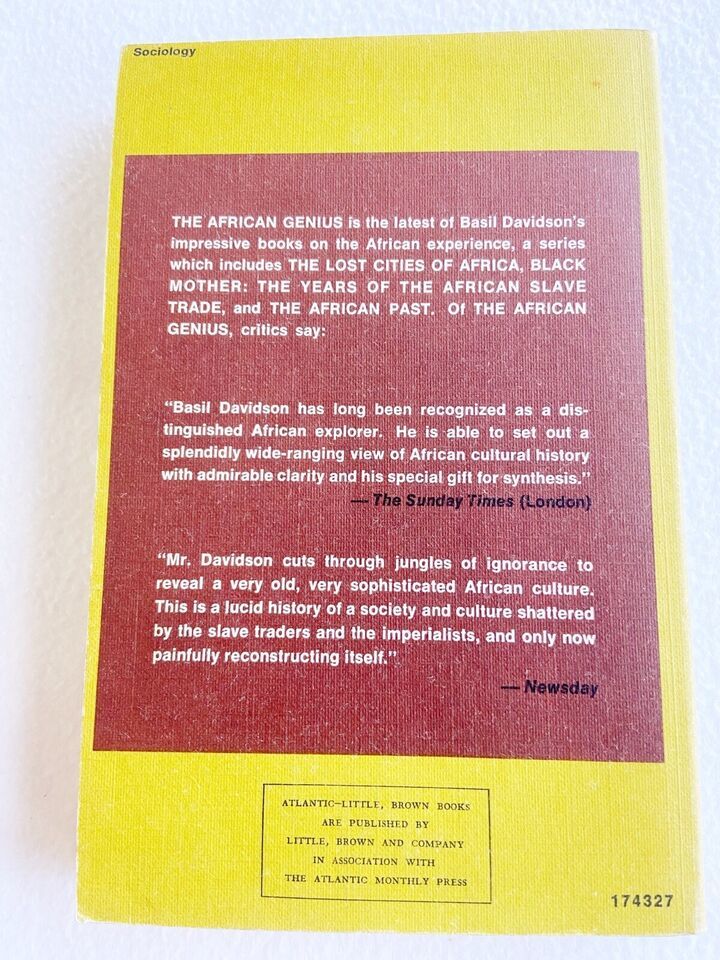 Sociology
THE AFRICAN GENIUS is the latest of Basil Davidson's
impressive books on the African experience, a series
which includes THE LOST CITIES OF AFRICA, BLACK
MOTHER: THE YEARS OF THE AFRICAN SLAVE
TRADE, and THE AFRICAN PAST. Of THE AFRICAN
GENIUS, critics say:
“Basil Davidson has long been recognized as a dis-
tinguished African explorer. He is able to set out a
splendidly wide-ranging view of African cultural history
with admirable clarity and his special gift for synthesis.”
— The Sunday Times (London)
“Mr. Davidson cuts through jungles of ignorance to
reveal a very old, very sophisticated African culture.
This is a lucid history of a society and culture shattered
by the slave traders and the imperialists, and only now
painfully reconstructing itself.”
— Newsday
ATLANTIC–LITTLE, BROWN BOOKS
ARE PUBLISHED BY
LITTLE, BROWN AND COMPANY
IN ASSOCIATION WITH
THE ATLANTIC MONTHLY PRESS
174327